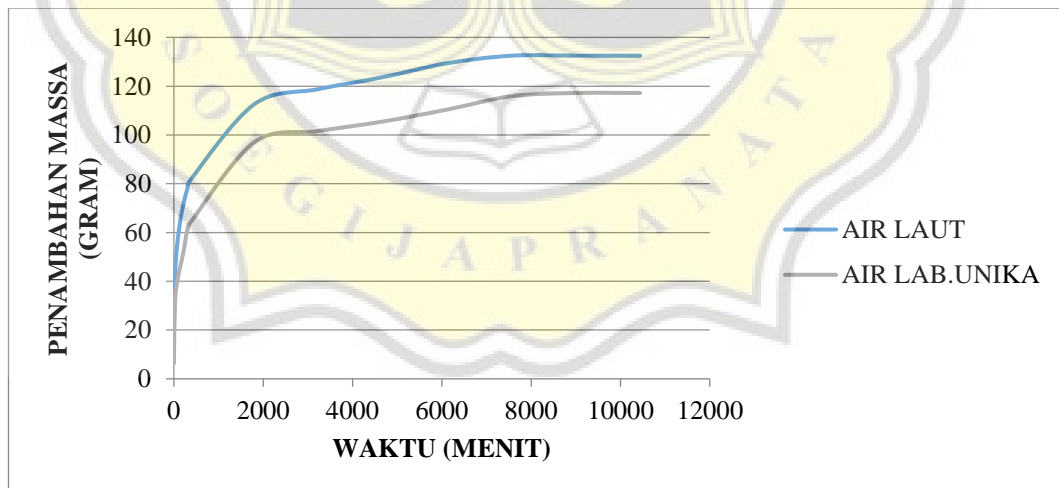 PENAMBAHAN MASSA
(GRAM)
140
120
100
80
60
40
20
0
0 2000 4000 6000 8000 10000 12000
WAKTU (MENIT)
AIR LAUT
AIR LAB.UNIKA
SOEGIJAPRANATA